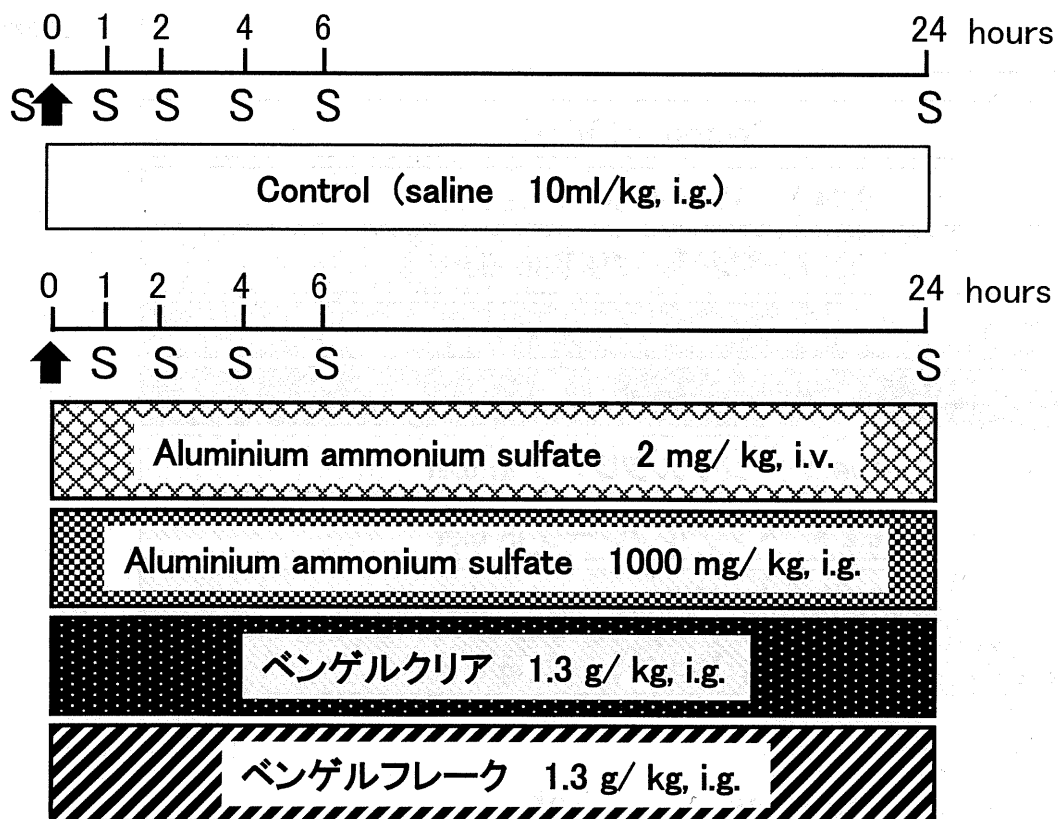 0 1 2 4 6 24 hours
S S S S S S
Control (saline 10ml/kg, i.g.)
0 1 2 4 6 24 hours
S S S S S
Aluminium ammonium sulfate 2 mg/ kg, i.v.
Aluminium ammonium sulfate 1000 mg/ kg, i.g.
ベンゲルクリア 1.3 g/ kg, i.g.
ベンゲルフレーク 1.3 g/ kg, i.g.